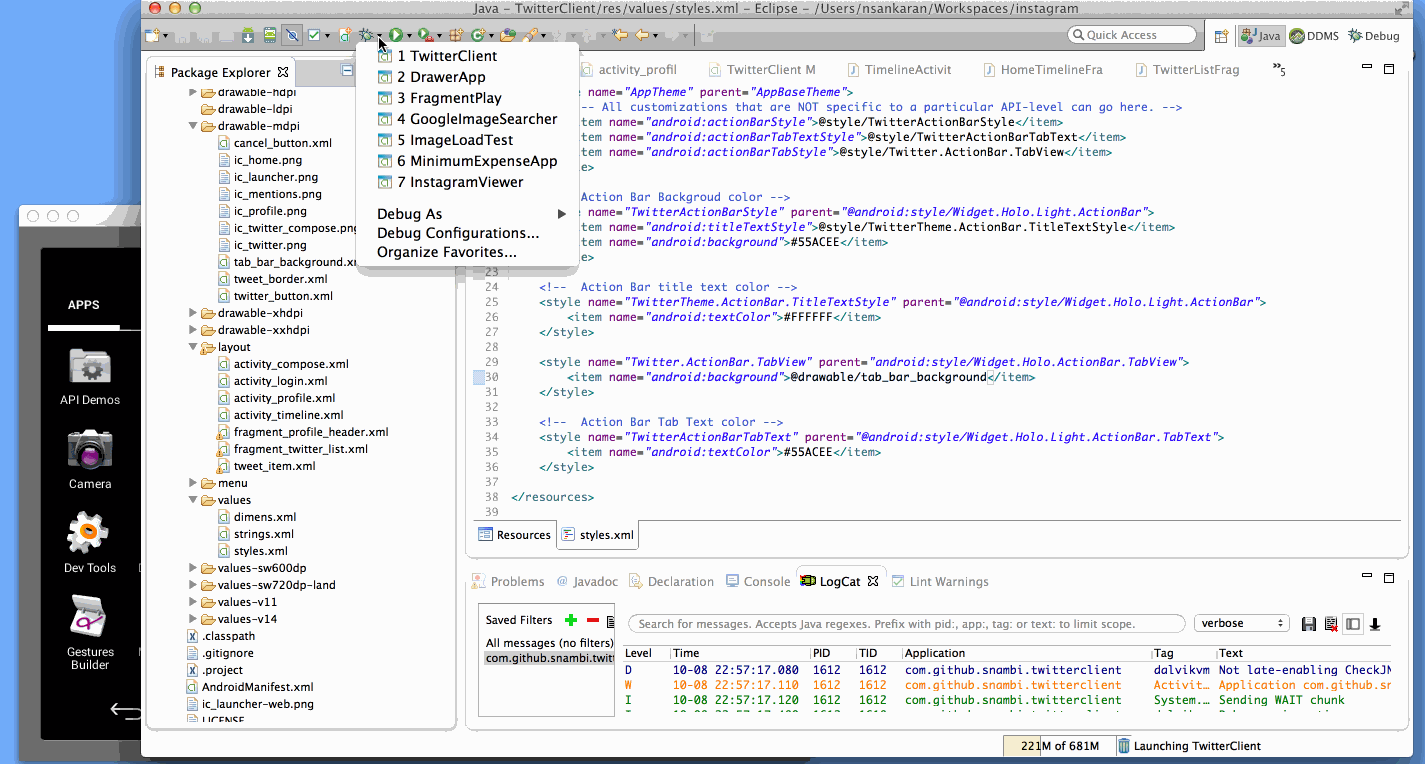 Java - TwitterClient/res/values/styles.xml - Eclipse - /Users/nsankaran/Workspaces/instagram
Quick Access
Java
DDMS
Debug
Package Explorer
activity_profil
TwitterClient M
TimelineActivit
HomeTimelineFra
TwitterListFrag
5
1 TwitterClient
2 DrawerApp
3 FragmentPlay
4 GoogleImageSearcher
5 ImageLoadTest
6 MinimumExpenseApp
7 InstagramViewer
Debug As
Debug Configurations...
Organize Favorites...
drawable-hdpi
drawable-ldpi
drawable-mdpi
cancel_button.xml
ic_home.png
ic_launcher.png
ic_mentions.png
ic_profile.png
ic_twitter_compose.png
ic_twitter.png
tab_bar_background.xm
tweet_border.xml
twitter_button.xml
drawable-xhdpi
drawable-xxhdpi
layout
activity_compose.xml
activity_login.xml
activity_profile.xml
activity_timeline.xml
fragment_profile_header.xml
fragment_twitter_list.xml
tweet_item.xml
menu
values
dimens.xml
strings.xml
styles.xml
values-sw600dp
values-sw720dp-land
values-v11
values-v14
.classpath
.gitignore
.project
AndroidManifest.xml
ic_launcher-web.png
LICENSE
APPS
API Demos
Camera
Dev Tools
Gestures
Builder
name="AppTheme" parent="AppBaseTheme">
-- All customizations that are NOT specific to a particular API-level can go here. -->
tem name="android:actionBarStyle">@style/TwitterActionBarStyle</item>
tem name="android:actionBarTabTextStyle">@style/TwitterActionBarTabText</item>
tem name="android:actionBarTabStyle">@style/Twitter.ActionBar.TabView</item>
e>
Action Bar Backgroud color -->
name="TwitterActionBarStyle" parent="@android:style/Widget.Holo.Light.ActionBar">
tem name="android:titleTextStyle">@style/TwitterTheme.ActionBar.TitleTextStyle</item>
tem name="android:background">#55ACEE</item>
e>
23
24 <!-- Action Bar title text color -->
25 <style name="TwitterTheme.ActionBar.TitleTextStyle" parent="@android:style/Widget.Holo.Light.ActionBar">
26 <item name="android:textColor">#FFFFFF</item>
27 </style>
28
29 <style name="Twitter.ActionBar.TabView" parent="android:style/Widget.Holo.ActionBar.TabView">
30 <item name="android:background">@drawable/tab_bar_background</item>
31 </style>
32
33 <!-- Action Bar Tab Text color -->
34 <style name="TwitterActionBarTabText" parent="@android:style/Widget.Holo.Light.ActionBar.TabText">
35 <item name="android:textColor">#55ACEE</item>
36 </style>
37
38 </resources>
39
Resources
styles.xml
Problems
@ Javadoc
Declaration
Console
LogCat
Lint Warnings
Saved Filters
All messages (no filters)
com.github.snambi.twitt
Search for messages. Accepts Java regexes. Prefix with pid:, app:, tag: or text: to limit scope.
verbose
Level Time PID TID Application Tag Text
D 10-08 22:57:17.080 1612 1612 com.github.snambi.twitterclient dalvikvm Not late-enabling CheckJN
W 10-08 22:57:17.110 1612 1612 com.github.snambi.twitterclient Activit... Application com.github.sn
I 10-08 22:57:17.120 1612 1612 com.github.snambi.twitterclient System.... Sending WAIT chunk
221M of 681M
Launching TwitterClient